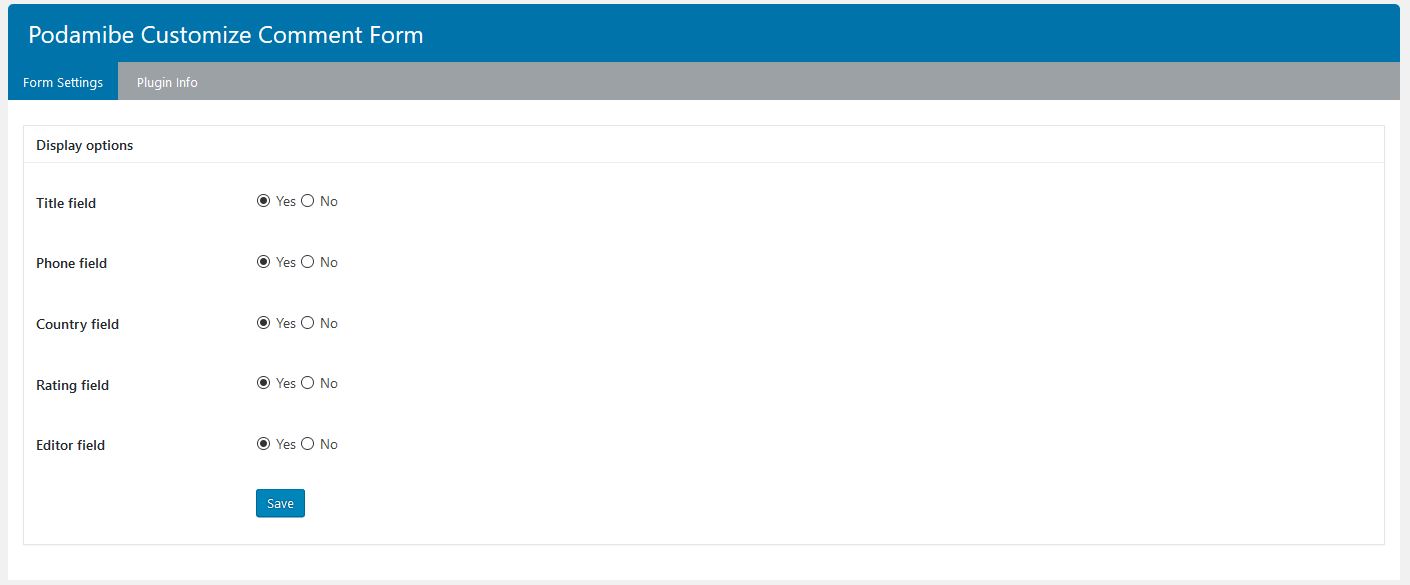 Podamibe Customize Comment Form
Form Settings Plugin Info
Display options
Title field Yes No
Phone field Yes No
Country field Yes No
Rating field Yes No
Editor field Yes No
Save